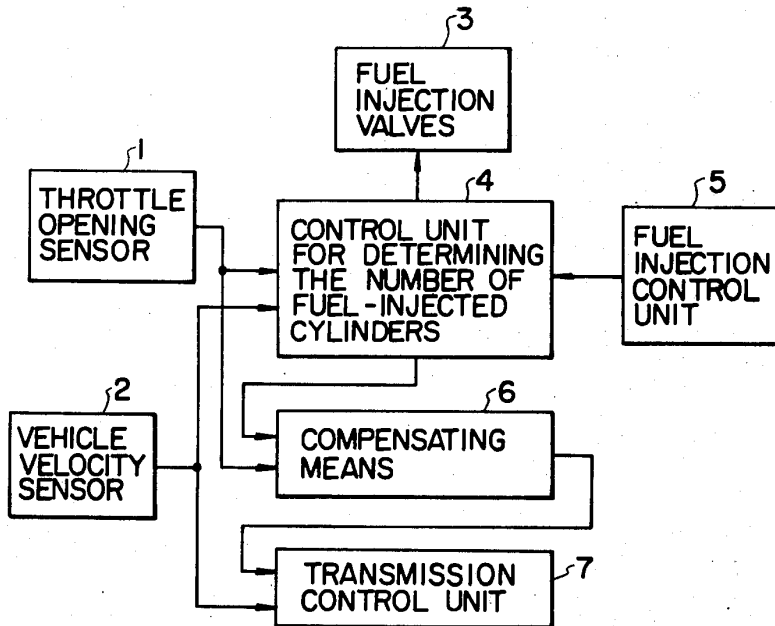 3
FUEL
INJECTION
VALVES
1
THROTTLE
OPENING
SENSOR
4
CONTROL UNIT
FOR DETERMINING
THE NUMBER OF
FUEL-INJECTED
CYLINDERS
5
FUEL
INJECTION
CONTROL
UNIT
2
VEHICLE
VELOCITY
SENSOR
6
COMPENSATING
MEANS
7
TRANSMISSION
CONTROL UNIT